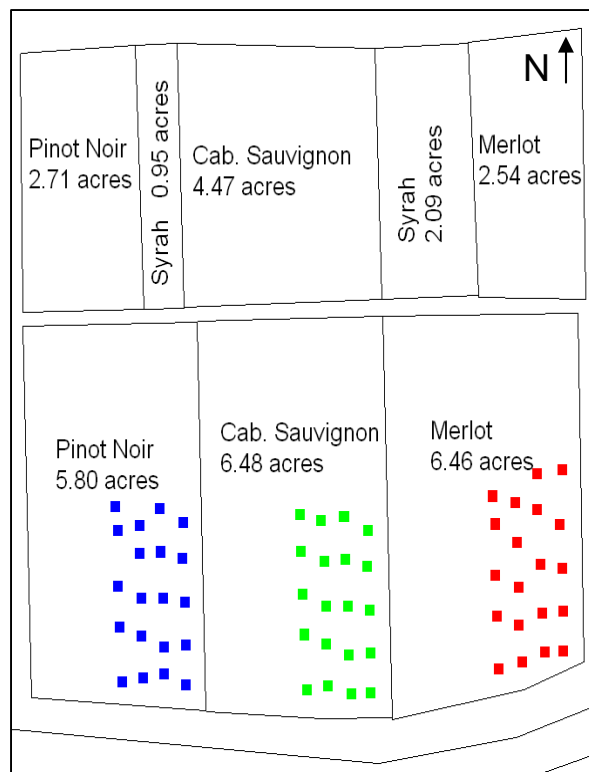 N
Pinot Noir
2.71 acres
Syrah 0.95 acres
Cab. Sauvignon
4.47 acres
Syrah
2.09 acres
Merlot
2.54 acres
Pinot Noir
5.80 acres
Cab. Sauvignon
6.48 acres
Merlot
6.46 acres